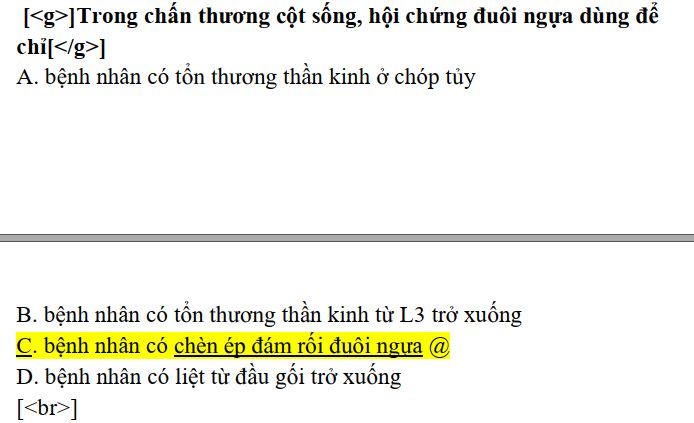 [<g>]Trong chấn thương cột sống, hội chứng đuôi ngựa dùng để
chỉ[</g>]
A. bệnh nhân có tổn thương thần kinh ở chóp tủy
B. bệnh nhân có tổn thương thần kinh từ L3 trở xuống
C. bệnh nhân có chèn ép đám rối đuôi ngựa @
D. bệnh nhân có liệt từ đầu gối trở xuống
[<br>]